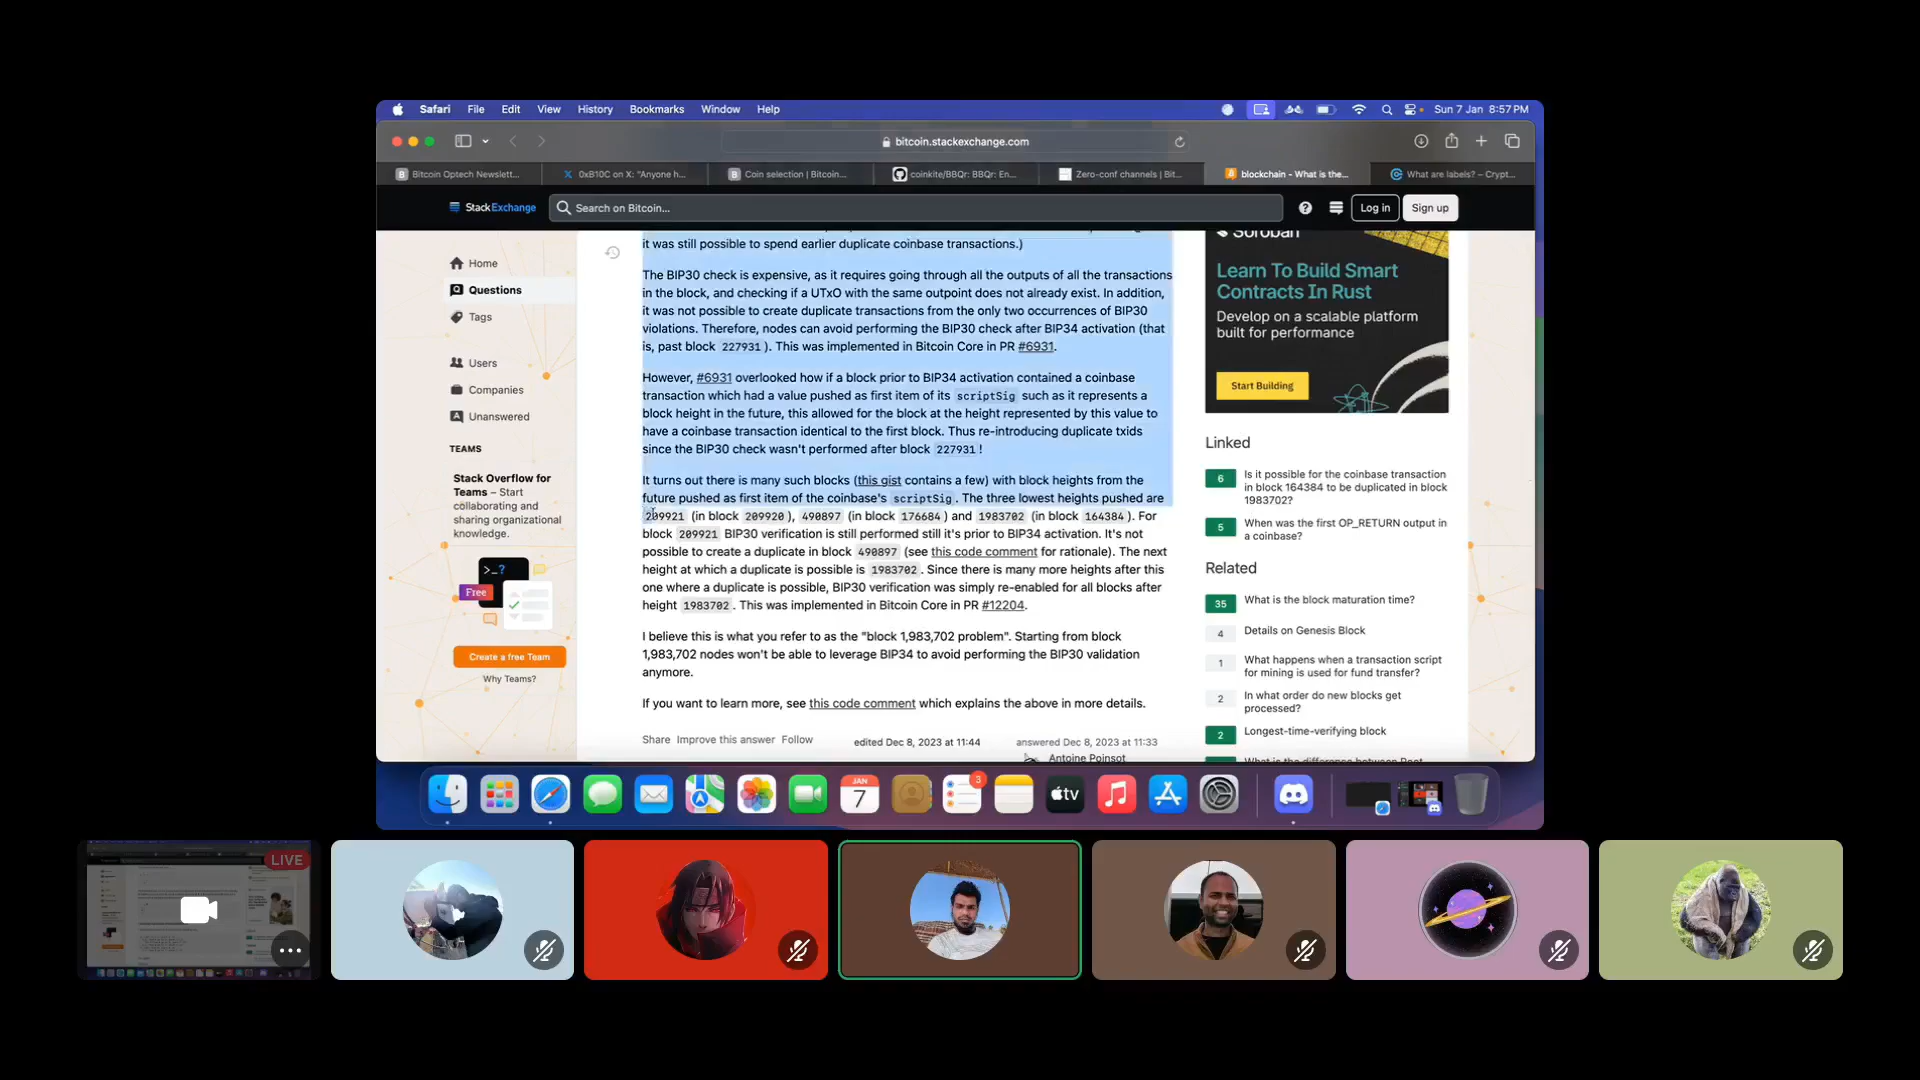 Safari File Edit View History Bookmarks Window Help
Sun 7 Jan 8:57 PM
bitcoin.stackexchange.com
Bitcoin Optech Newslett...
0xB10C on X: "Anyone h...
Coin selection | Bitcoin...
coinkite/BBQr: BBQr: En...
Zero-conf channels | Bit...
blockchain - What is the...
What are labels? – Crypt...
StackExchange
Search on Bitcoin...
Log in
Sign up
Home
Questions
Tags
Users
Companies
Unanswered
TEAMS
Stack Overflow for
Teams – Start
collaborating and
sharing organizational
knowledge.
>_?
Free
Create a free Team
Why Teams?
it was still possible to spend earlier duplicate coinbase transactions.)
The BIP30 check is expensive, as it requires going through all the outputs of all the transactions
in the block, and checking if a UTxO with the same outpoint does not already exist. In addition,
it was not possible to create duplicate transactions from the only two occurrences of BIP30
violations. Therefore, nodes can avoid performing the BIP30 check after BIP34 activation (that
is, past block 227931). This was implemented in Bitcoin Core in PR #6931.
However, #6931 overlooked how if a block prior to BIP34 activation contained a coinbase
transaction which had a value pushed as first item of its scriptSig such as it represents a
block height in the future, this allowed for the block at the height represented by this value to
have a coinbase transaction identical to the first block. Thus re-introducing duplicate txids
since the BIP30 check wasn't performed after block 227931!
It turns out there is many such blocks (this gist contains a few) with block heights from the
future pushed as first item of the coinbase's scriptSig. The three lowest heights pushed are
209921 (in block 209920), 490897 (in block 176684) and 1983702 (in block 164384). For
block 209921 BIP30 verification is still performed still it's prior to BIP34 activation. It's not
possible to create a duplicate in block 490897 (see this code comment for rationale). The next
height at which a duplicate is possible is 1983702. Since there is many more heights after this
one where a duplicate is possible, BIP30 verification was simply re-enabled for all blocks after
height 1983702. This was implemented in Bitcoin Core in PR #12204.
I believe this is what you refer to as the "block 1,983,702 problem". Starting from block
1,983,702 nodes won't be able to leverage BIP34 to avoid performing the BIP30 validation
anymore.
If you want to learn more, see this code comment which explains the above in more details.
Share Improve this answer Follow
edited Dec 8, 2023 at 11:44
answered Dec 8, 2023 at 11:33
Antoine Poinsot
Soroban
Learn To Build Smart
Contracts In Rust
Develop on a scalable platform
built for performance
Start Building
Linked
6 Is it possible for the coinbase transaction
in block 164384 to be duplicated in block
1983702?
5 When was the first OP_RETURN output in
a coinbase?
Related
35 What is the block maturation time?
4 Details on Genesis Block
1 What happens when a transaction script
for mining is used for fund transfer?
2 In what order do new blocks get
processed?
2 Longest-time-verifying block
JAN
7
3
tv
LIVE